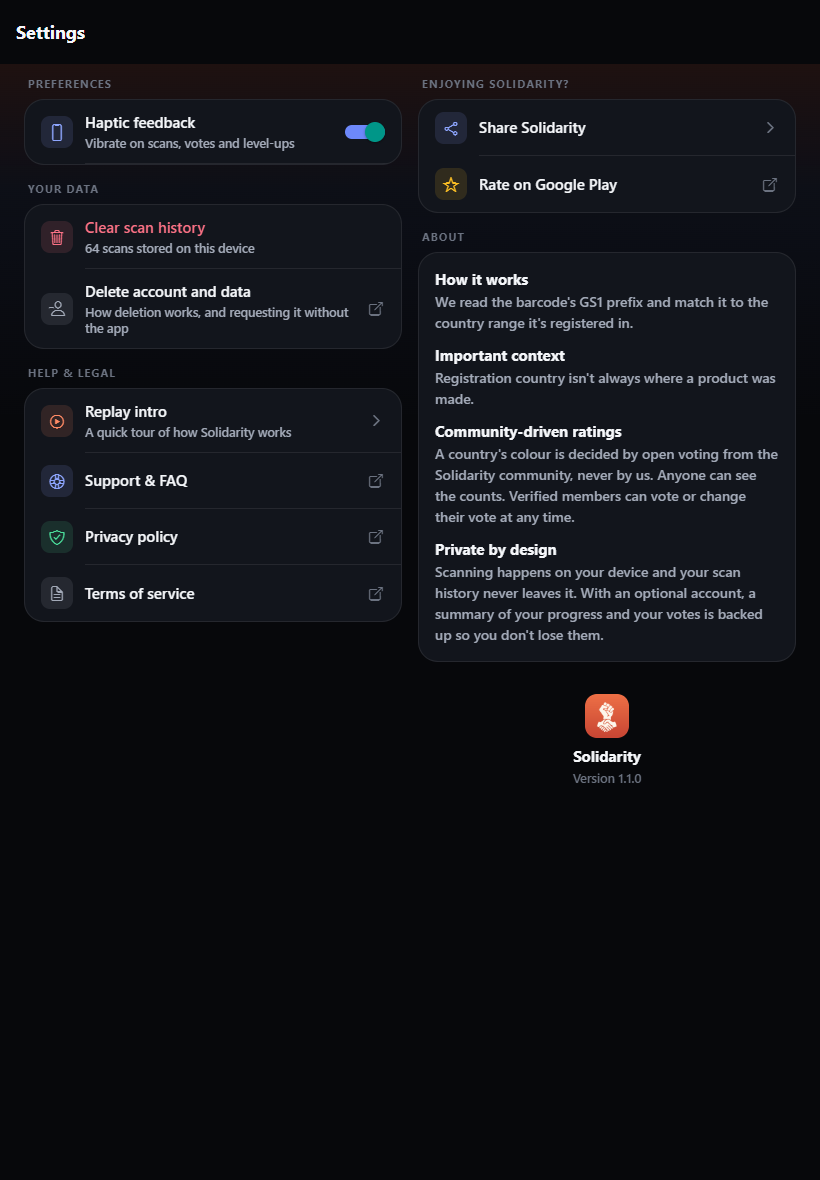 Settings
PREFERENCES
Haptic feedback
Vibrate on scans, votes and level-ups
YOUR DATA
Clear scan history
64 scans stored on this device
Delete account and data
How deletion works, and requesting it without
the app
HELP & LEGAL
Replay intro
A quick tour of how Solidarity works
Support & FAQ
Privacy policy
Terms of service
ENJOYING SOLIDARITY?
Share Solidarity
Rate on Google Play
ABOUT
How it works
We read the barcode's GS1 prefix and match it to the
country range it's registered in.
Important context
Registration country isn't always where a product was
made.
Community-driven ratings
A country's colour is decided by open voting from the
Solidarity community, never by us. Anyone can see
the counts. Verified members can vote or change
their vote at any time.
Private by design
Scanning happens on your device and your scan
history never leaves it. With an optional account, a
summary of your progress and your votes is backed
up so you don't lose them.
Solidarity
Version 1.1.0